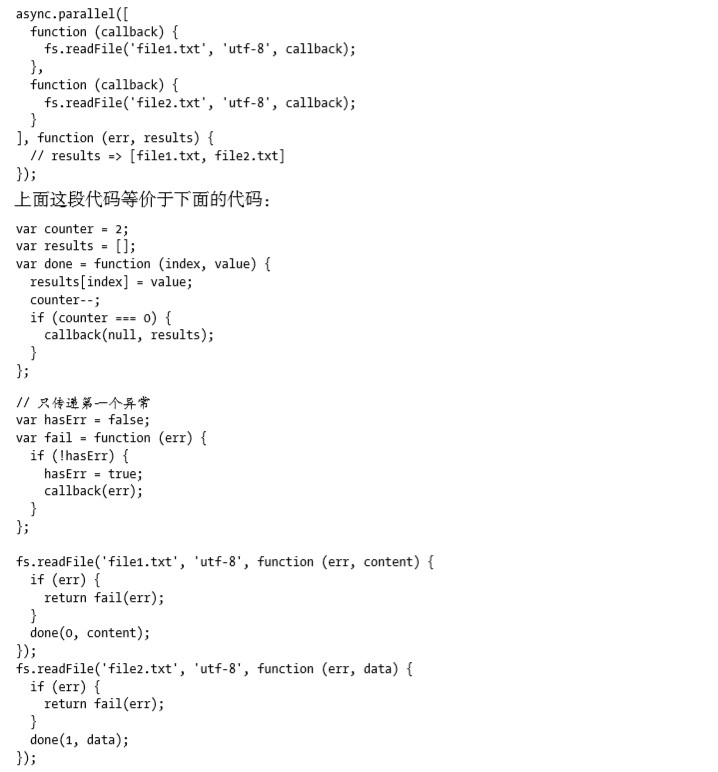 async.parallel([
  function (callback) {
    fs.readFile('file1.txt', 'utf-8', callback);
  },
  function (callback) {
    fs.readFile('file2.txt', 'utf-8', callback);
  }
], function (err, results) {
  // results => [file1.txt, file2.txt]
});
上面这段代码等价于下面的代码：
var counter = 2;
var results = [];
var done = function (index, value) {
  results[index] = value;
  counter--;
  if (counter === 0) {
    callback(null, results);
  }
};
// 只传递第一个异常
var hasErr = false;
var fail = function (err) {
  if (!hasErr) {
    hasErr = true;
    callback(err);
  }
};
fs.readFile('file1.txt', 'utf-8', function (err, content) {
  if (err) {
    return fail(err);
  }
  done(0, content);
});
fs.readFile('file2.txt', 'utf-8', function (err, data) {
  if (err) {
    return fail(err);
  }
  done(1, data);
});